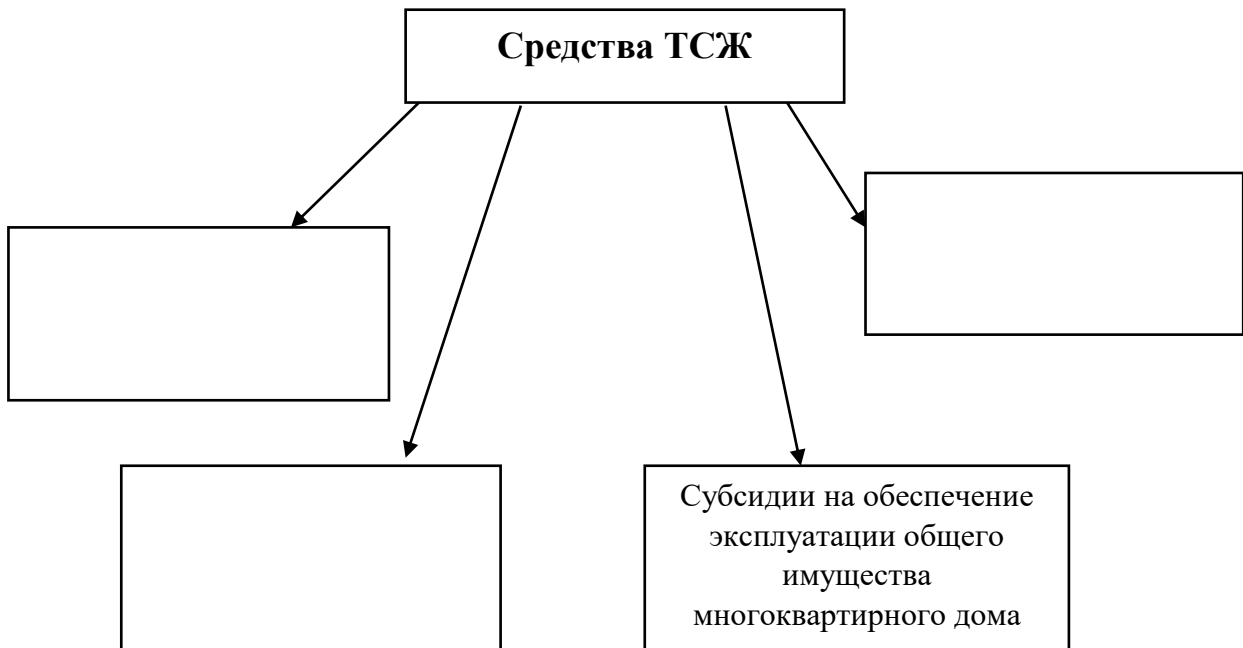 Средства ТСЖ
Субсидии на обеспечение
эксплуатации общего
имущества
многоквартирного дома